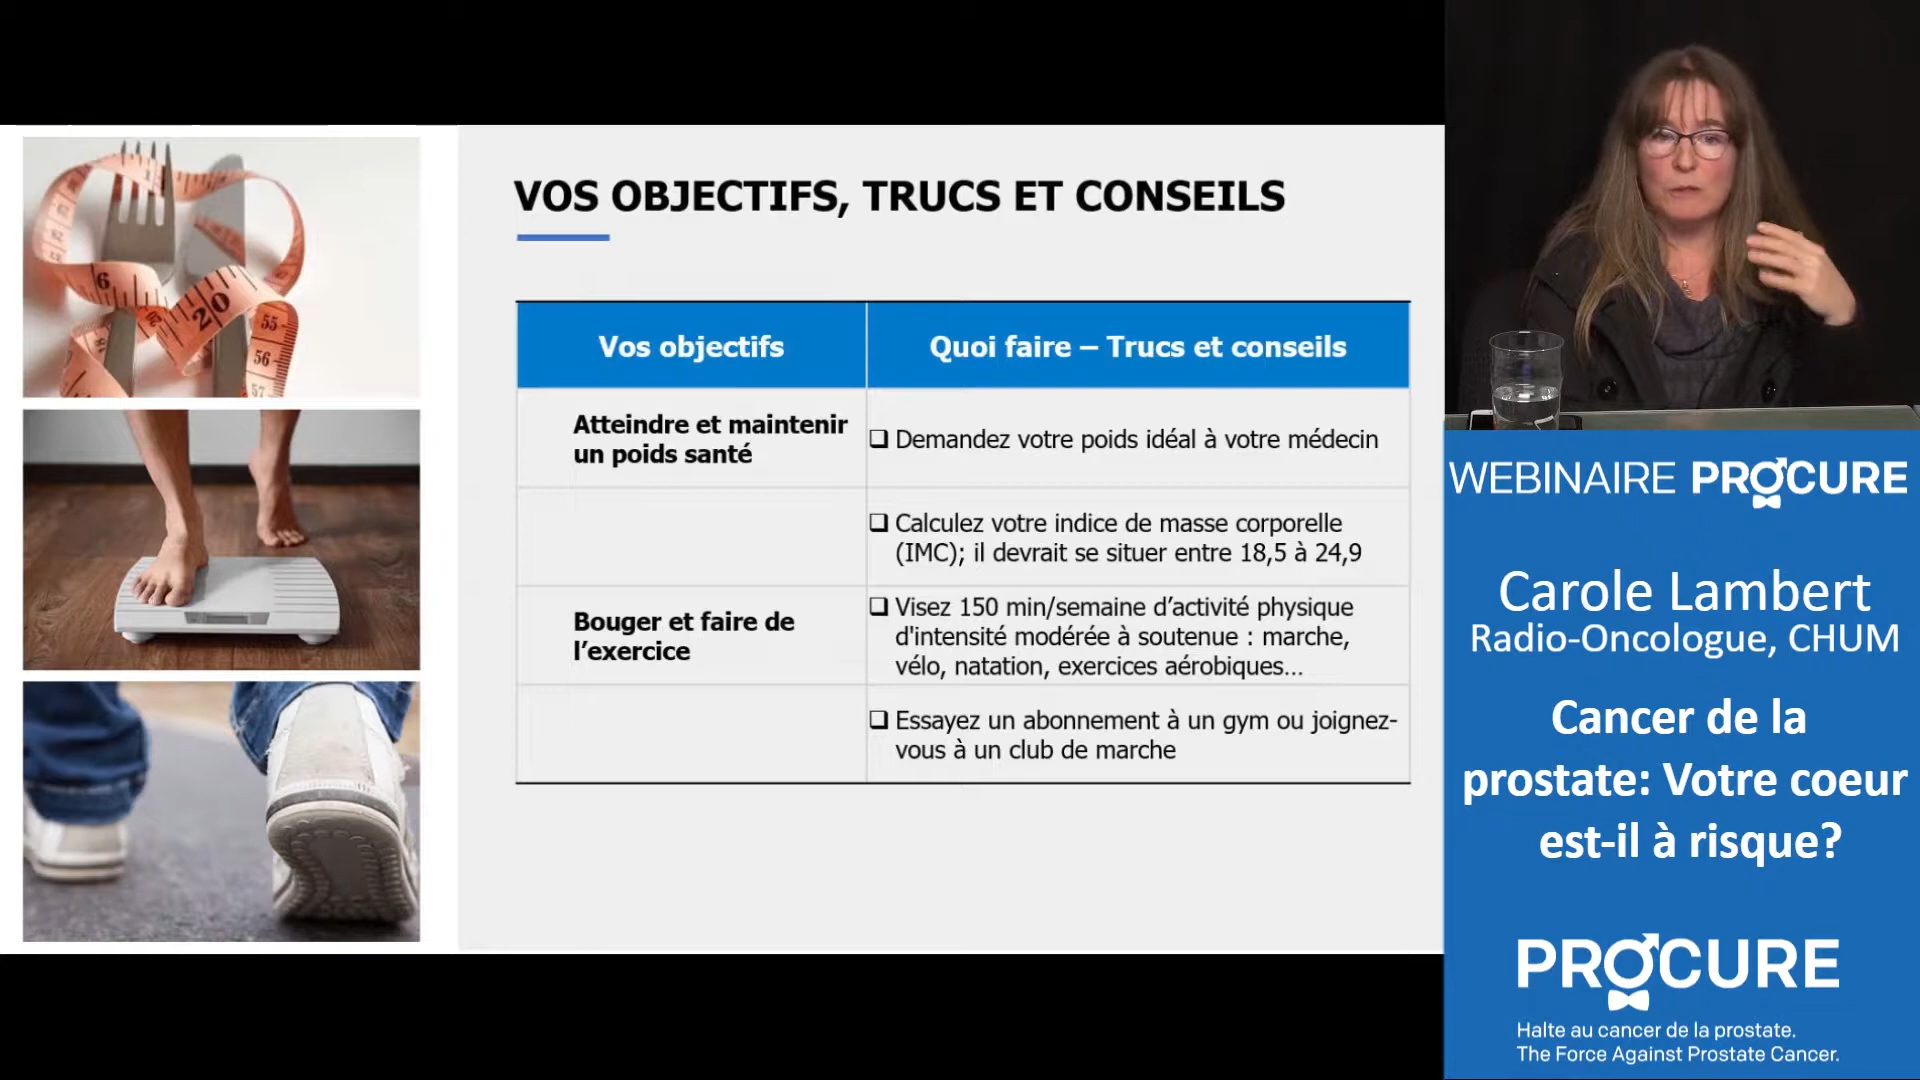 VOS OBJECTIFS, TRUCS ET CONSEILS
Vos objectifs
Quoi faire – Trucs et conseils
Atteindre et maintenir
un poids santé
❑ Demandez votre poids idéal à votre médecin
❑ Calculez votre indice de masse corporelle
(IMC); il devrait se situer entre 18,5 à 24,9
Bouger et faire de
l’exercice
❑ Visez 150 min/semaine d’activité physique
d'intensité modérée à soutenue : marche,
vélo, natation, exercices aérobiques…
❑ Essayez un abonnement à un gym ou joignez-
vous à un club de marche
6
20
55
56
57
WEBINAIRE PROCURE
Carole Lambert
Radio-Oncologue, CHUM
Cancer de la
prostate: Votre coeur
est-il à risque?
PROCURE
Halte au cancer de la prostate.
The Force Against Prostate Cancer.